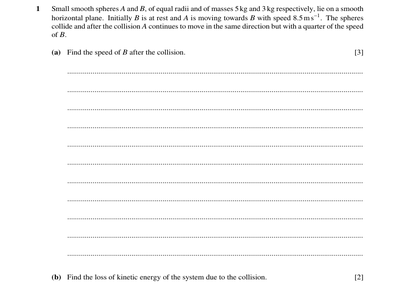 1 Small smooth spheres A and B, of equal radii and of masses 5 kg and 3 kg respectively, lie on a smooth
horizontal plane. Initially B is at rest and A is moving towards B with speed 8.5 m s⁻¹. The spheres
collide and after the collision A continues to move in the same direction but with a quarter of the speed
of B.
(a) Find the speed of B after the collision. [3]
(b) Find the loss of kinetic energy of the system due to the collision. [2]